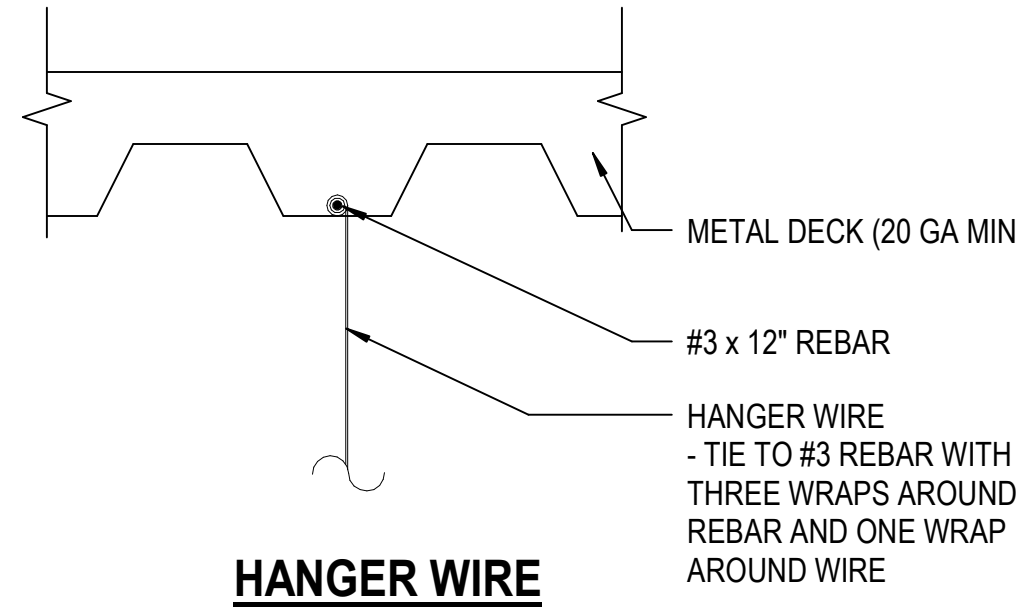 METAL DECK (20 GA MIN
#3 x 12" REBAR
HANGER WIRE
- TIE TO #3 REBAR WITH
THREE WRAPS AROUND
REBAR AND ONE WRAP
AROUND WIRE
HANGER WIRE